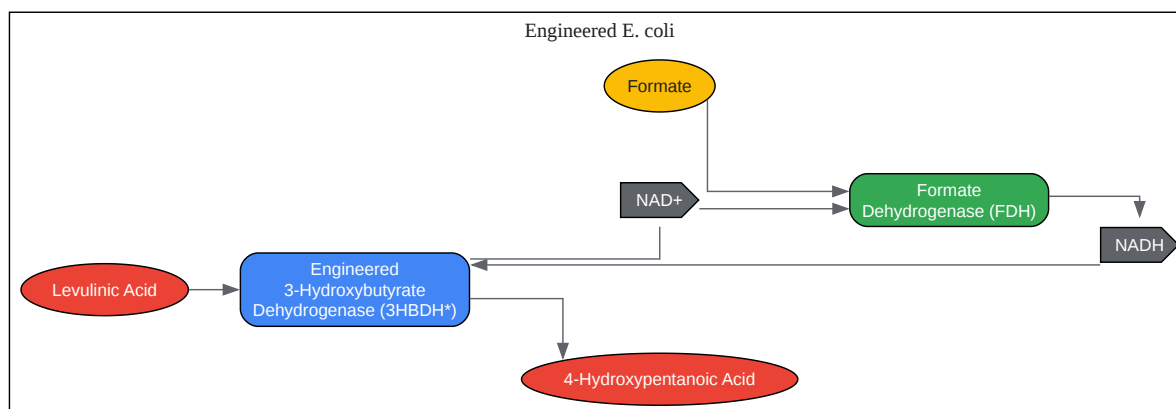 Engineered E. coli
Formate
NAD+
Formate
Dehydrogenase (FDH)
NADH
Levulinic Acid
Engineered
3-Hydroxybutyrate
Dehydrogenase (3HBDH*)
4-Hydroxypentanoic Acid